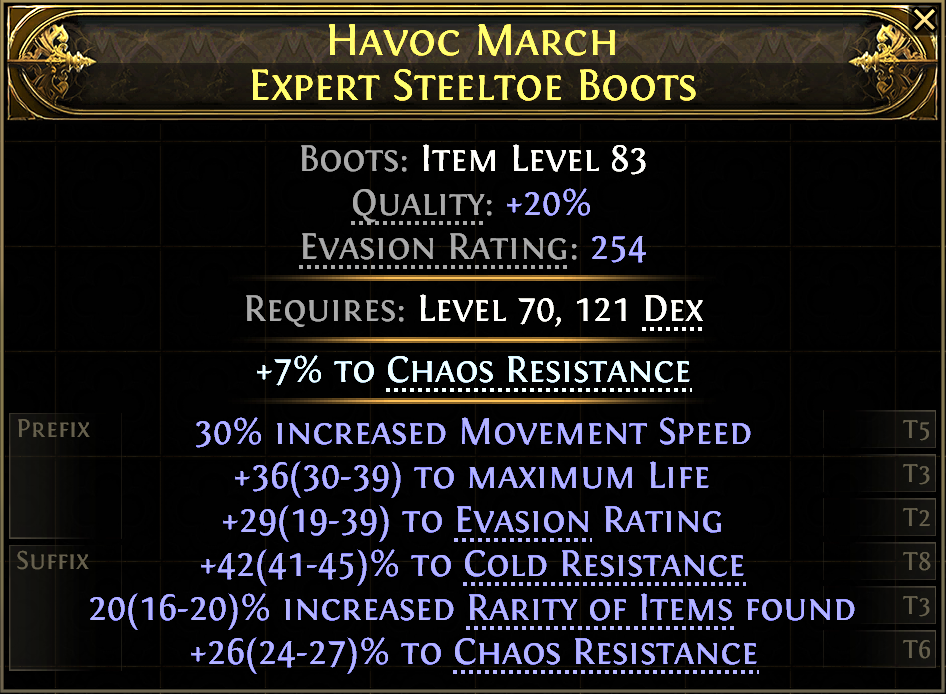 Havoc March
Expert Steeltoe Boots
Boots: Item Level 83
Quality: +20%
Evasion Rating: 254
Requires: Level 70, 121 Dex
+7% to Chaos Resistance
Prefix 30% increased Movement Speed T5
+36(30-39) to maximum Life T3
+29(19-39) to Evasion Rating T2
Suffix +42(41-45)% to Cold Resistance T8
20(16-20)% increased Rarity of Items found T3
+26(24-27)% to Chaos Resistance T6